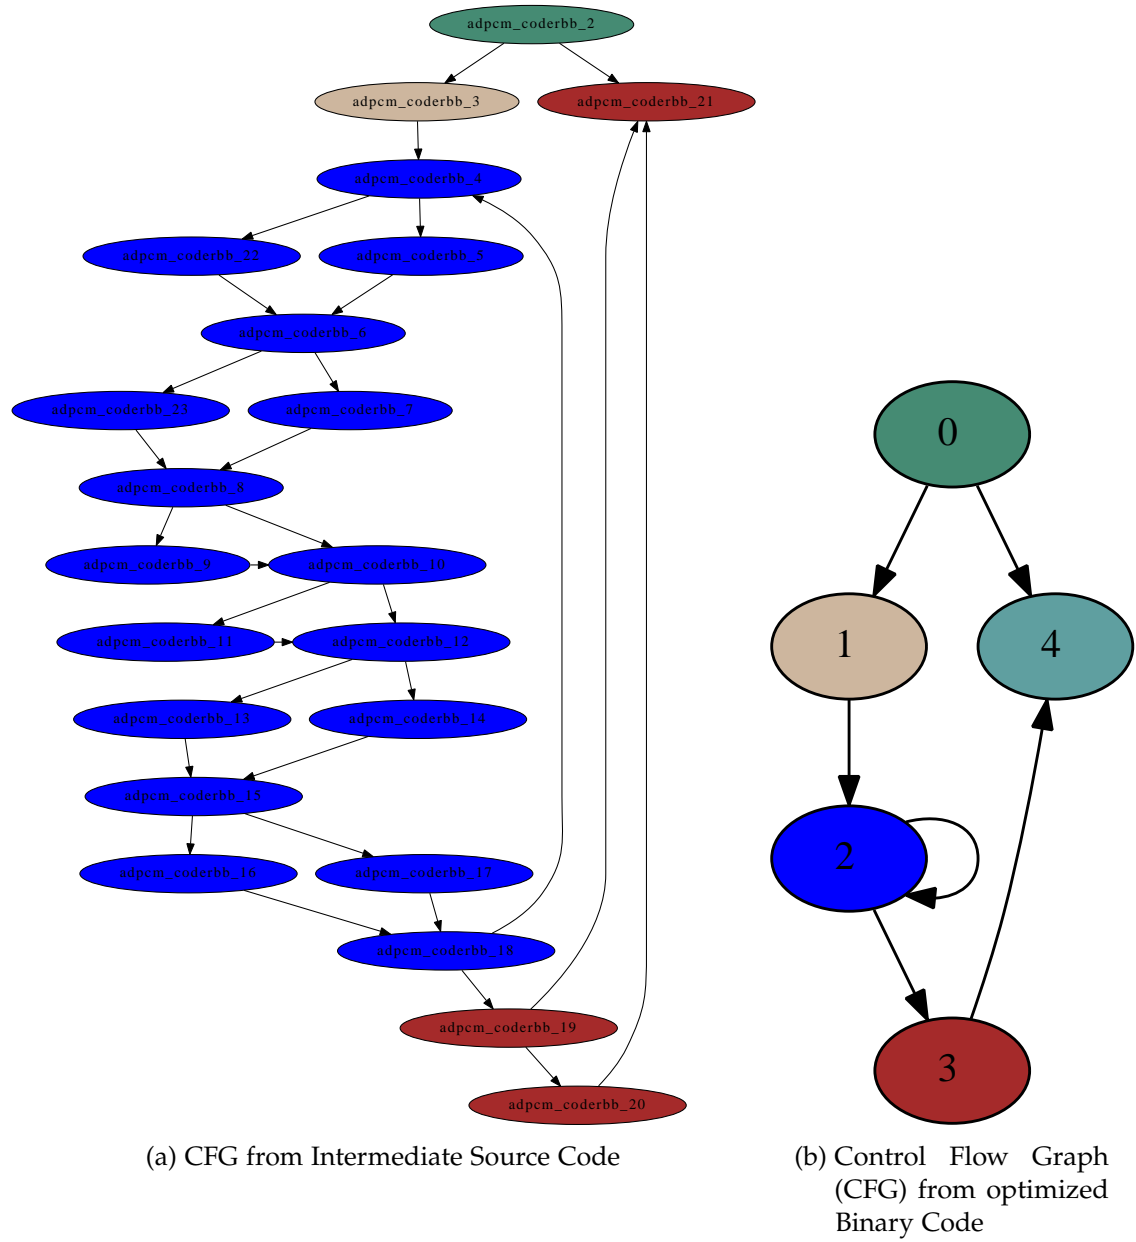 adpcm_coderbb_2
adpcm_coderbb_3
adpcm_coderbb_21
adpcm_coderbb_4
adpcm_coderbb_22
adpcm_coderbb_5
adpcm_coderbb_6
adpcm_coderbb_23
adpcm_coderbb_7
adpcm_coderbb_8
adpcm_coderbb_9
adpcm_coderbb_10
adpcm_coderbb_11
adpcm_coderbb_12
adpcm_coderbb_13
adpcm_coderbb_14
adpcm_coderbb_15
adpcm_coderbb_16
adpcm_coderbb_17
adpcm_coderbb_18
adpcm_coderbb_19
adpcm_coderbb_20
(a) CFG from Intermediate Source Code
0
1
4
2
3
(b) Control Flow Graph
(CFG) from optimized
Binary Code